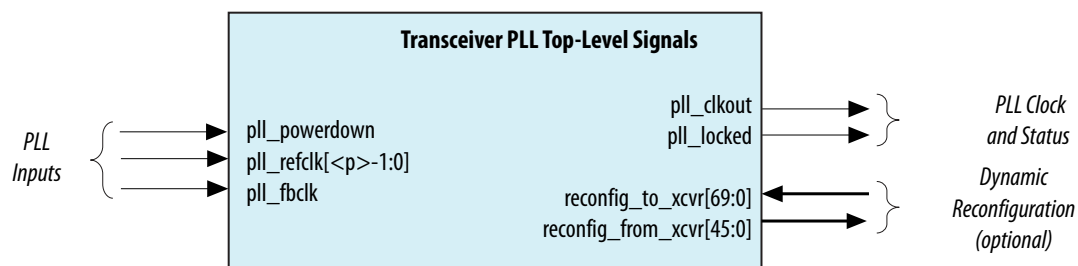 Transceiver PLL Top-Level Signals
PLL
Inputs
pll_powerdown
pll_refclk[<p>-1:0]
pll_fbclk
pll_clkout
pll_locked
PLL Clock
and Status
reconfig_to_xcvr[69:0]
reconfig_from_xcvr[45:0]
Dynamic
Reconfiguration
(optional)